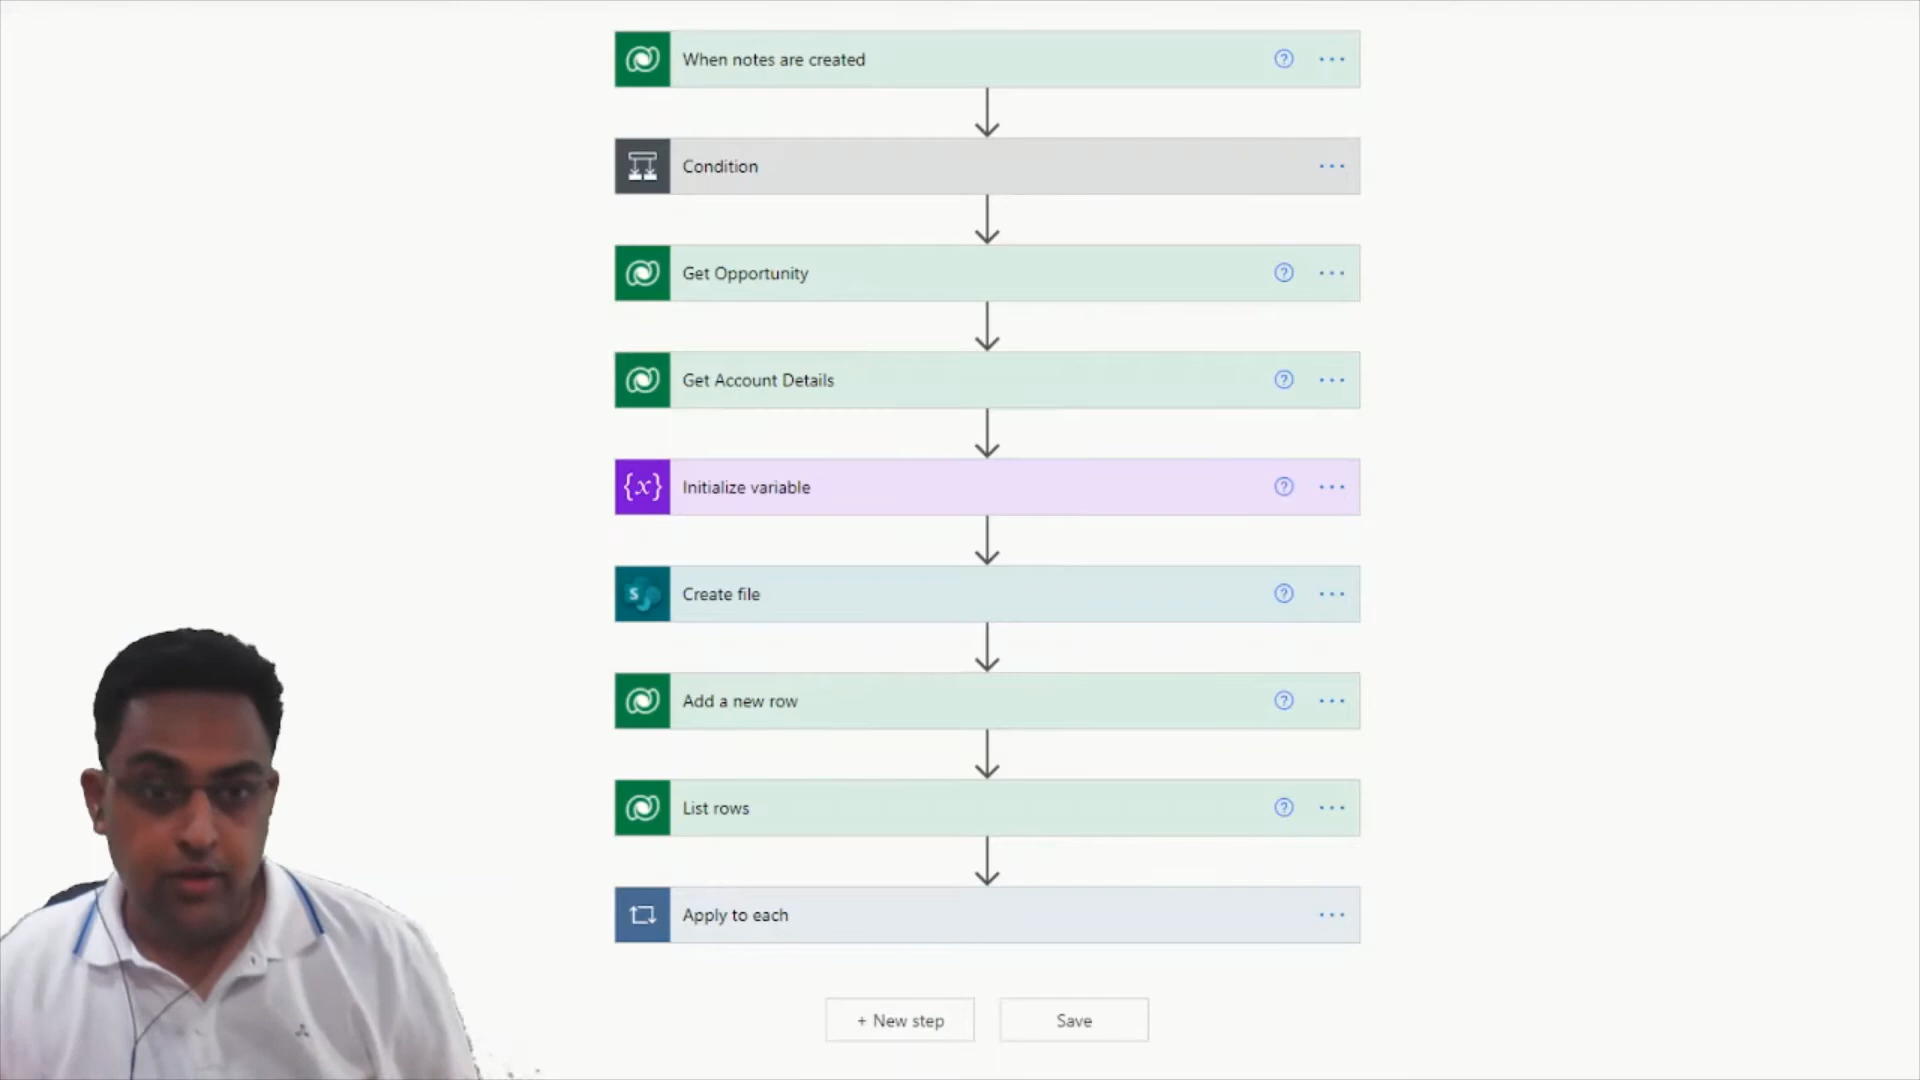 When notes are created
Condition
Get Opportunity
Get Account Details
{x} Initialize variable
S Create file
Add a new row
List rows
Apply to each
+ New step
Save